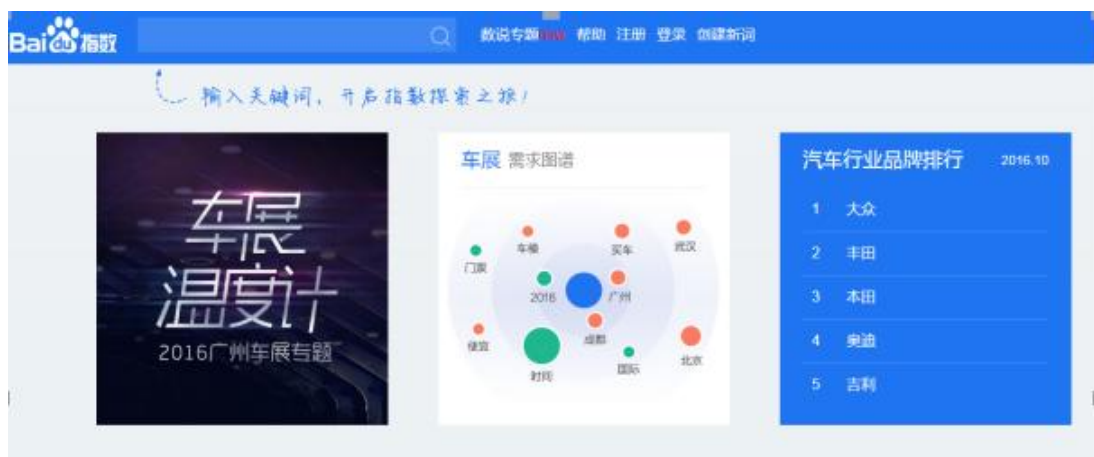 Bai du 指数
数说专题 帮助 注册 登录 创建新词
输入关键词,开启指数探索之旅!
车展
温度计
2016广州车展专题
车展 需求图谱
车模
买车
武汉
门票
2016
广州
便宜
成都
时间
国际
北京
汽车行业品牌排行 2016.10
1 大众
2 丰田
3 本田
4 奥迪
5 吉利